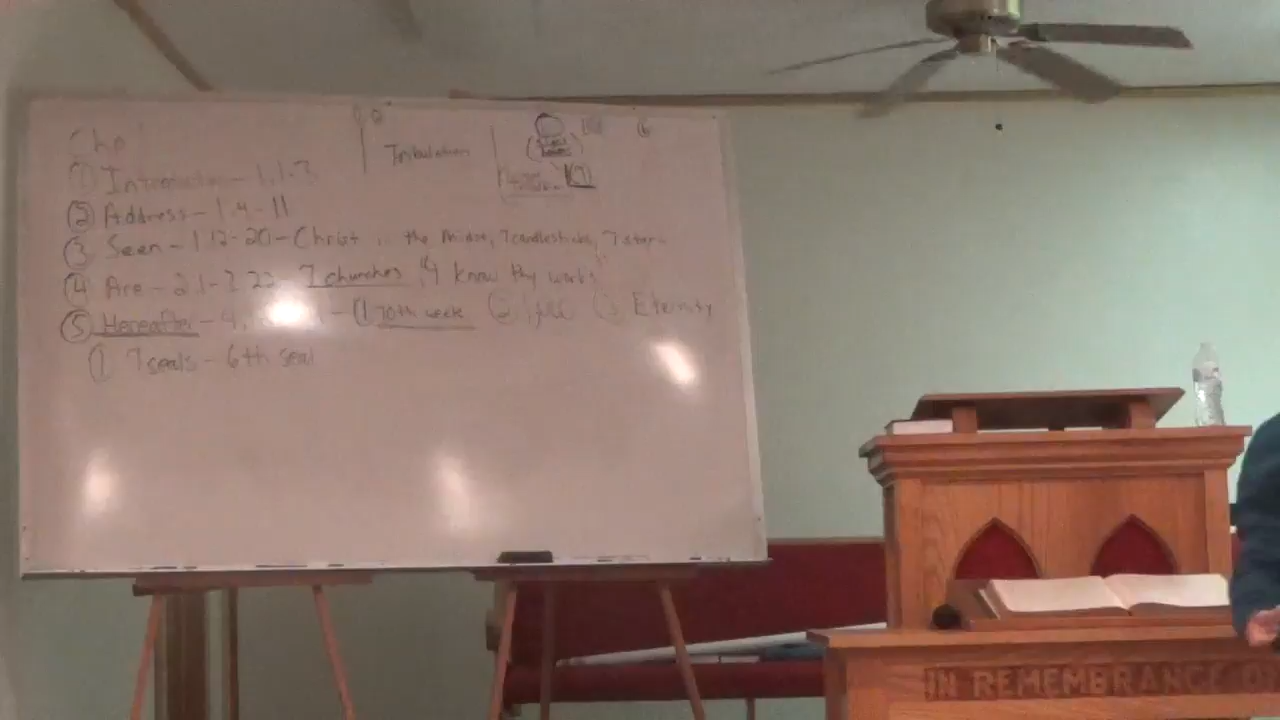 Chp 1
Tribulation
① Introduction - 1.1-3
② Address - 1.4-11
③ Seen - 1.12-20 - Christ in the midst, 7 candlesticks, 7 star
④ Are - 2.1-3.22 7 churches "I know thy works"
⑤ Hereafter - 4. - ① 70th week ② ③ Eternity
① 7 seals - 6th seal
IN REMEMBRANCE O